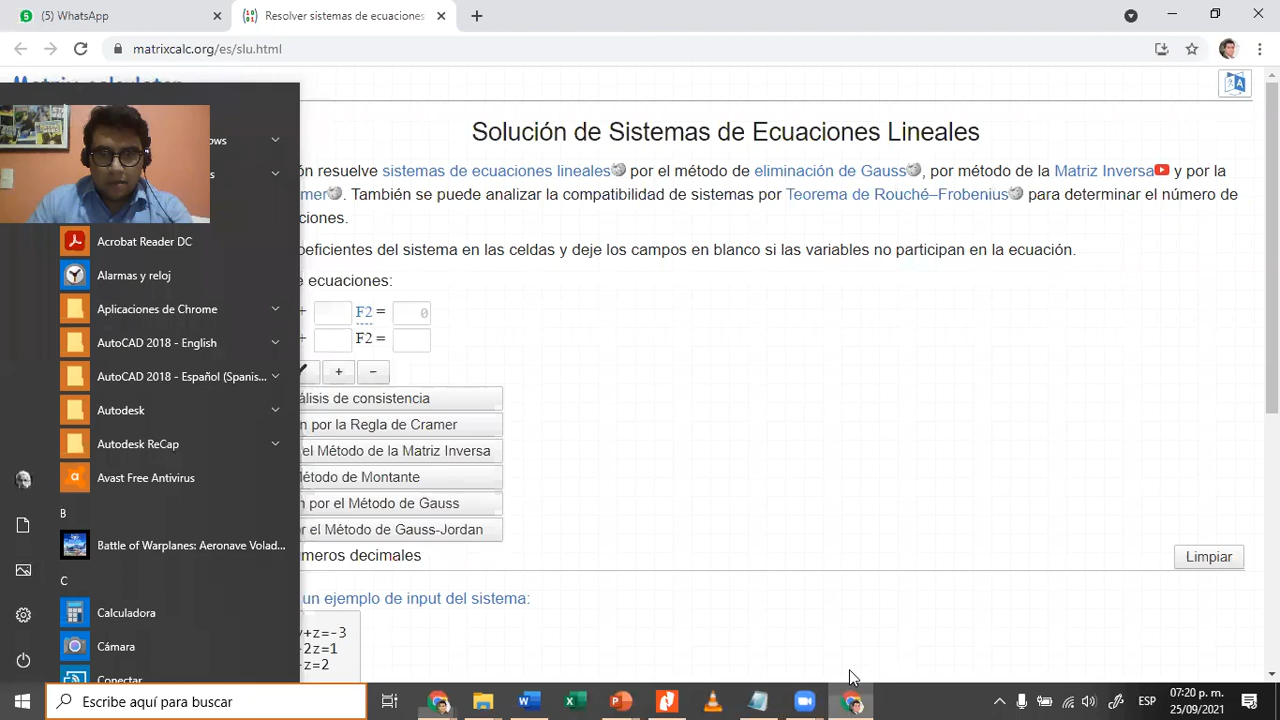 WhatsApp
Resolver sistemas de ecuaciones
matrixcalc.org/es/slu.html
Solución de Sistemas de Ecuaciones Lineales
ón resuelve sistemas de ecuaciones lineales por el método de eliminación de Gauss, por método de la Matriz Inversa y por la
mer. También se puede analizar la compatibilidad de sistemas por Teorema de Rouché–Frobenius para determinar el número de
ciones.
eficientes del sistema en las celdas y deje los campos en blanco si las variables no participan en la ecuación.
e ecuaciones:
+ F2 = 0
+ F2 =
+ −
álisis de consistencia
n por la Regla de Cramer
el Método de la Matriz Inversa
étodo de Montante
n por el Método de Gauss
or el Método de Gauss-Jordan
meros decimales
Limpiar
un ejemplo de input del sistema:
y+z=-3
-2z=1
-z=2
ows
s
Acrobat Reader DC
Alarmas y reloj
Aplicaciones de Chrome
AutoCAD 2018 - English
AutoCAD 2018 - Español (Spanis...
Autodesk
Autodesk ReCap
Avast Free Antivirus
B
Battle of Warplanes: Aeronave Volad...
C
Calculadora
Cámara
Conectar
Escribe aquí para buscar
ESP
07:20 p. m.
25/09/2021